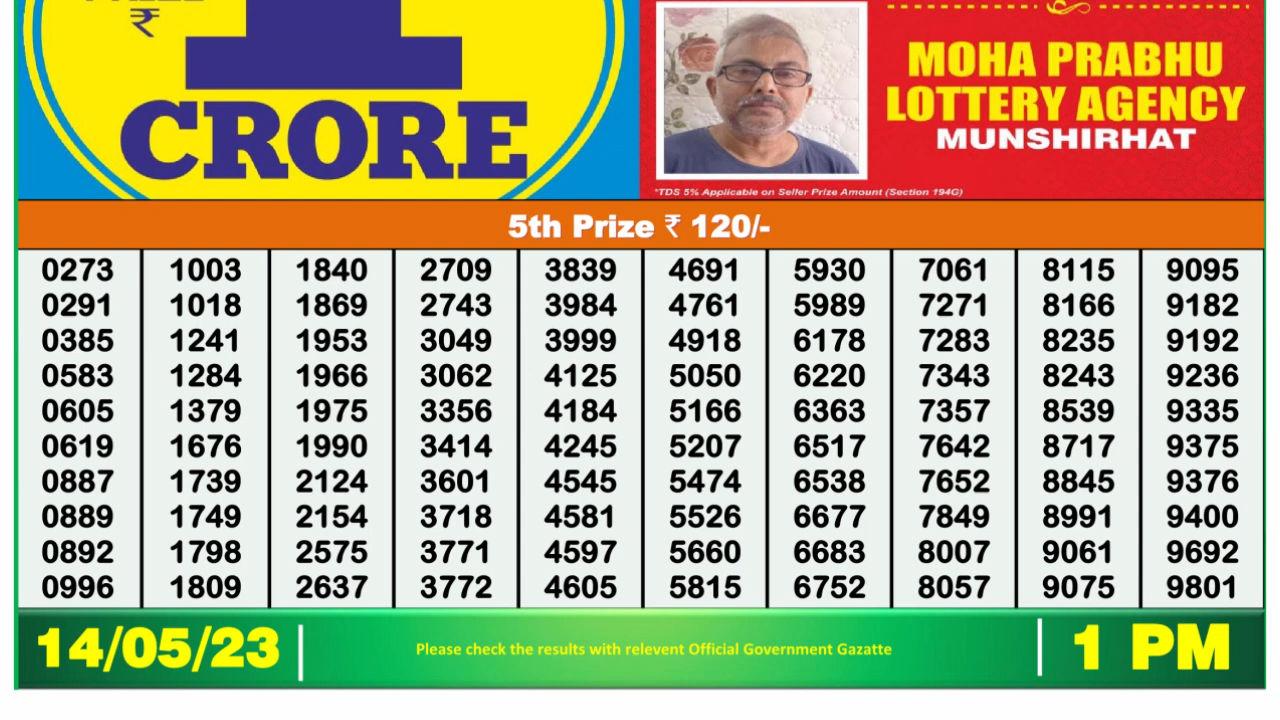 ₹
1
CRORE
MOHA PRABHU
LOTTERY AGENCY
MUNSHIRHAT
*TDS 5% Applicable on Seller Prize Amount (Section 194G)
5th Prize ₹ 120/-
0273 1003 1840 2709 3839 4691 5930 7061 8115 9095
0291 1018 1869 2743 3984 4761 5989 7271 8166 9182
0385 1241 1953 3049 3999 4918 6178 7283 8235 9192
0583 1284 1966 3062 4125 5050 6220 7343 8243 9236
0605 1379 1975 3356 4184 5166 6363 7357 8539 9335
0619 1676 1990 3414 4245 5207 6517 7642 8717 9375
0887 1739 2124 3601 4545 5474 6538 7652 8845 9376
0889 1749 2154 3718 4581 5526 6677 7849 8991 9400
0892 1798 2575 3771 4597 5660 6683 8007 9061 9692
0996 1809 2637 3772 4605 5815 6752 8057 9075 9801
14/05/23 Please check the results with relevent Official Government Gazatte 1 PM